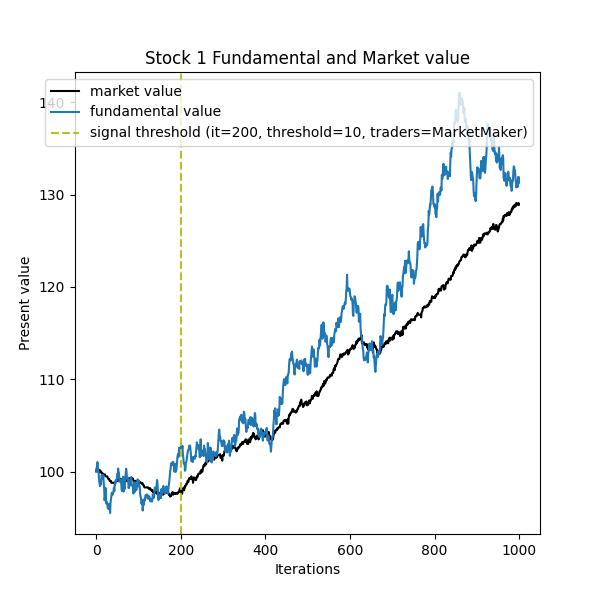 Stock 1 Fundamental and Market value
market value
fundamental value
signal threshold (it=200, threshold=10, traders=MarketMaker)
140
130
120
110
100
Present value
0 200 400 600 800 1000
Iterations